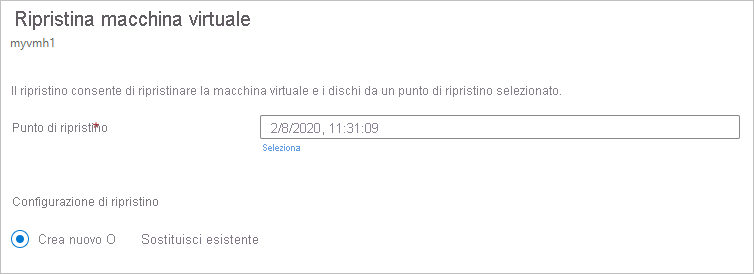 Ripristina macchina virtuale
myvmh1
Il ripristino consente di ripristinare la macchina virtuale e i dischi da un punto di ripristino selezionato.
Punto di ripristino* 2/8/2020, 11:31:09
Seleziona
Configurazione di ripristino
Crea nuovo O Sostituisci esistente